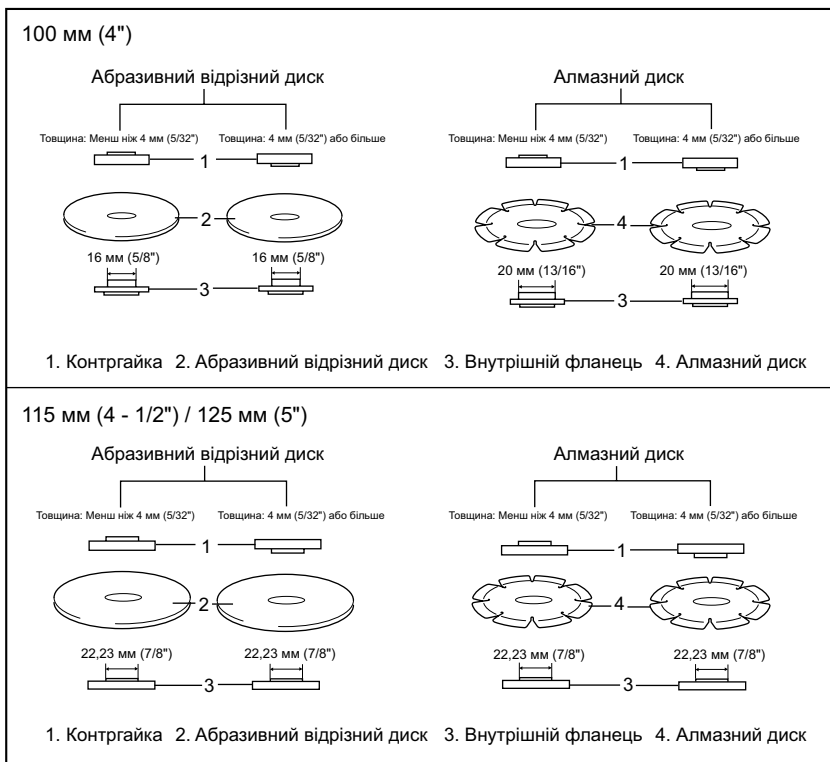 100 мм (4")
Абразивний відрізний диск
Товщина: Менш ніж 4 мм (5/32")
Товщина: 4 мм (5/32") або більше
1
2
16 мм (5/8")
16 мм (5/8")
3
Алмазний диск
Товщина: Менш ніж 4 мм (5/32")
Товщина: 4 мм (5/32") або більше
1
4
20 мм (13/16")
20 мм (13/16")
3
1. Контргайка 2. Абразивний відрізний диск 3. Внутрішній фланець 4. Алмазний диск
115 мм (4 - 1/2") / 125 мм (5")
Абразивний відрізний диск
Товщина: Менш ніж 4 мм (5/32")
Товщина: 4 мм (5/32") або більше
1
2
22,23 мм (7/8")
22,23 мм (7/8")
3
Алмазний диск
Товщина: Менш ніж 4 мм (5/32")
Товщина: 4 мм (5/32") або більше
1
4
22,23 мм (7/8")
22,23 мм (7/8")
3
1. Контргайка 2. Абразивний відрізний диск 3. Внутрішній фланець 4. Алмазний диск